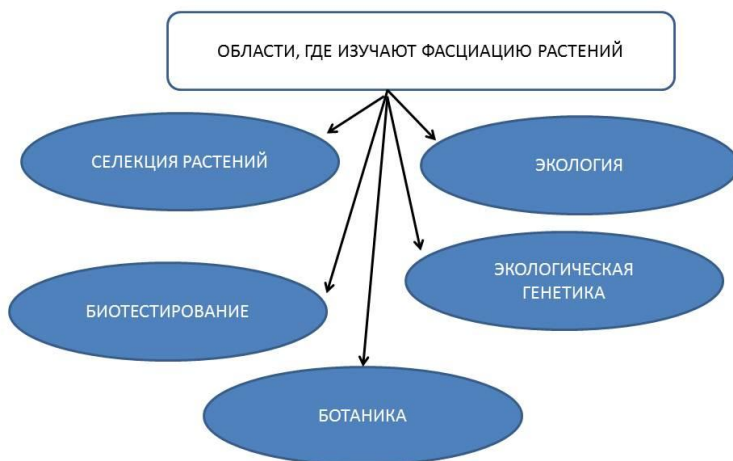 ОБЛАСТИ, ГДЕ ИЗУЧАЮТ ФАСЦИАЦИЮ РАСТЕНИЙ
СЕЛЕКЦИЯ РАСТЕНИЙ
ЭКОЛОГИЯ
БИОТЕСТИРОВАНИЕ
ЭКОЛОГИЧЕСКАЯ
ГЕНЕТИКА
БОТАНИКА